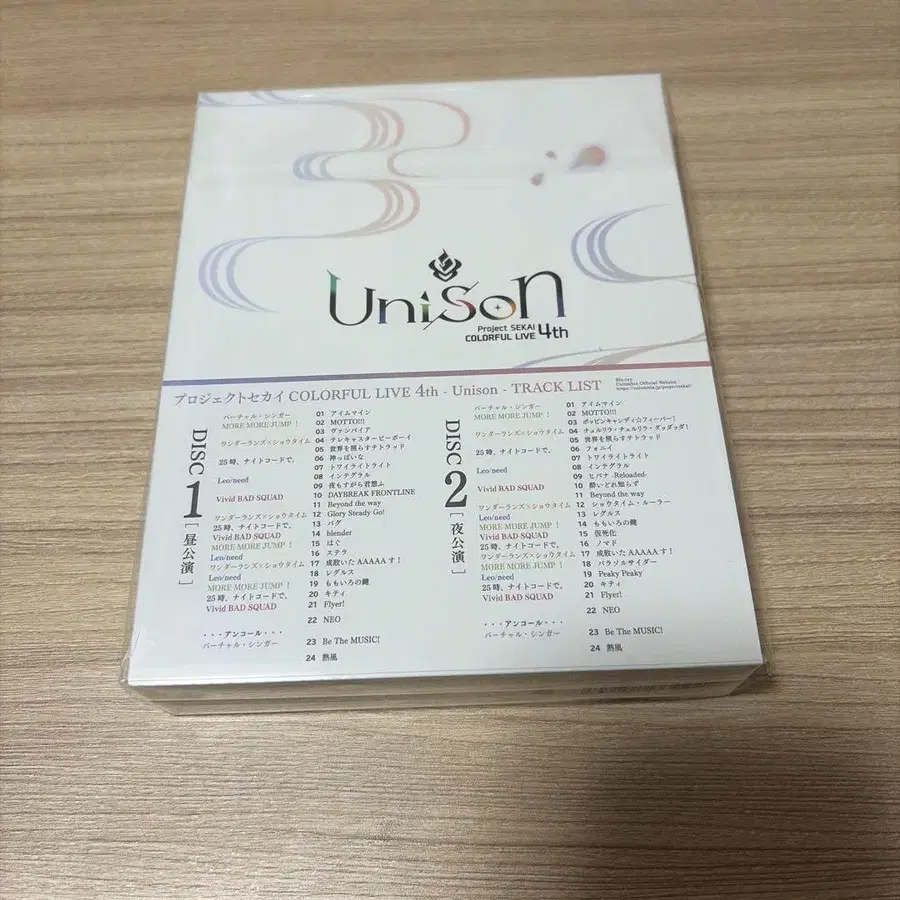 UniSoN
Project SEKAI
COLORFUL LIVE 4th
プロジェクトセカイ COLORFUL LIVE 4th - Unison - TRACK LIST
Blu-ray
DISC 1 [昼公演]
バーチャル・シンガー 01 アイムマイン
MORE MORE JUMP！ 02 MOTTO!!!
03 ヴァンパイア
ワンダーランズ×ショウタイム 04 テレキャスタービーボーイ
05 世界を照らすテトラッド
25時、ナイトコードで。 06 神っぽいな
07 トワイライトライト
Leo/need 08 インテグラル
09 夜もすがら君想ふ
Vivid BAD SQUAD 10 DAYBREAK FRONTLINE
11 Beyond the way
ワンダーランズ×ショウタイム 12 Glory Steady Go!
25時、ナイトコードで。 13 バグ
Vivid BAD SQUAD 14 blender
MORE MORE JUMP！ 15 はぐ
Leo/need 16 ステラ
ワンダーランズ×ショウタイム 17 成敗いたAAAAAす！
Leo/need 18 レグルス
MORE MORE JUMP！ 19 ももいろの鍵
25時、ナイトコードで、 20 キティ
Vivid BAD SQUAD 21 Flyer!
22 NEO
・・・アンコール・・・
バーチャル・シンガー 23 Be The MUSIC!
24 熱風
DISC 2 [夜公演]
バーチャル・シンガー 01 アイムマイン
MORE MORE JUMP！ 02 MOTTO!!!
03 ポッピンキャンディ☆フィーバー！
ワンダーランズ×ショウタイム 04 チュルリラ・チュルリラ・ダッダッダ！
05 世界を照らすテトラッド
25時、ナイトコードで。 06 フォニイ
07 トワイライトライト
Leo/need 08 インテグラル
09 ヒバナ -Reloaded-
Vivid BAD SQUAD 10 酔いどれ知らず
11 Beyond the way
ワンダーランズ×ショウタイム 12 ショウタイム・ルーラー
Leo/need 13 レグルス
MORE MORE JUMP！ 14 ももいろの鍵
Vivid BAD SQUAD 15 仮死化
25時、ナイトコードで。 16 ノマド
ワンダーランズ×ショウタイム 17 成敗いたAAAAAす！
MORE MORE JUMP！ 18 パラソルサイダー
Leo/need 19 Peaky Peaky
25時、ナイトコードで。 20 キティ
Vivid BAD SQUAD 21 Flyer!
22 NEO
・・・アンコール・・・
バーチャル・シンガー 23 Be The MUSIC!
24 熱風